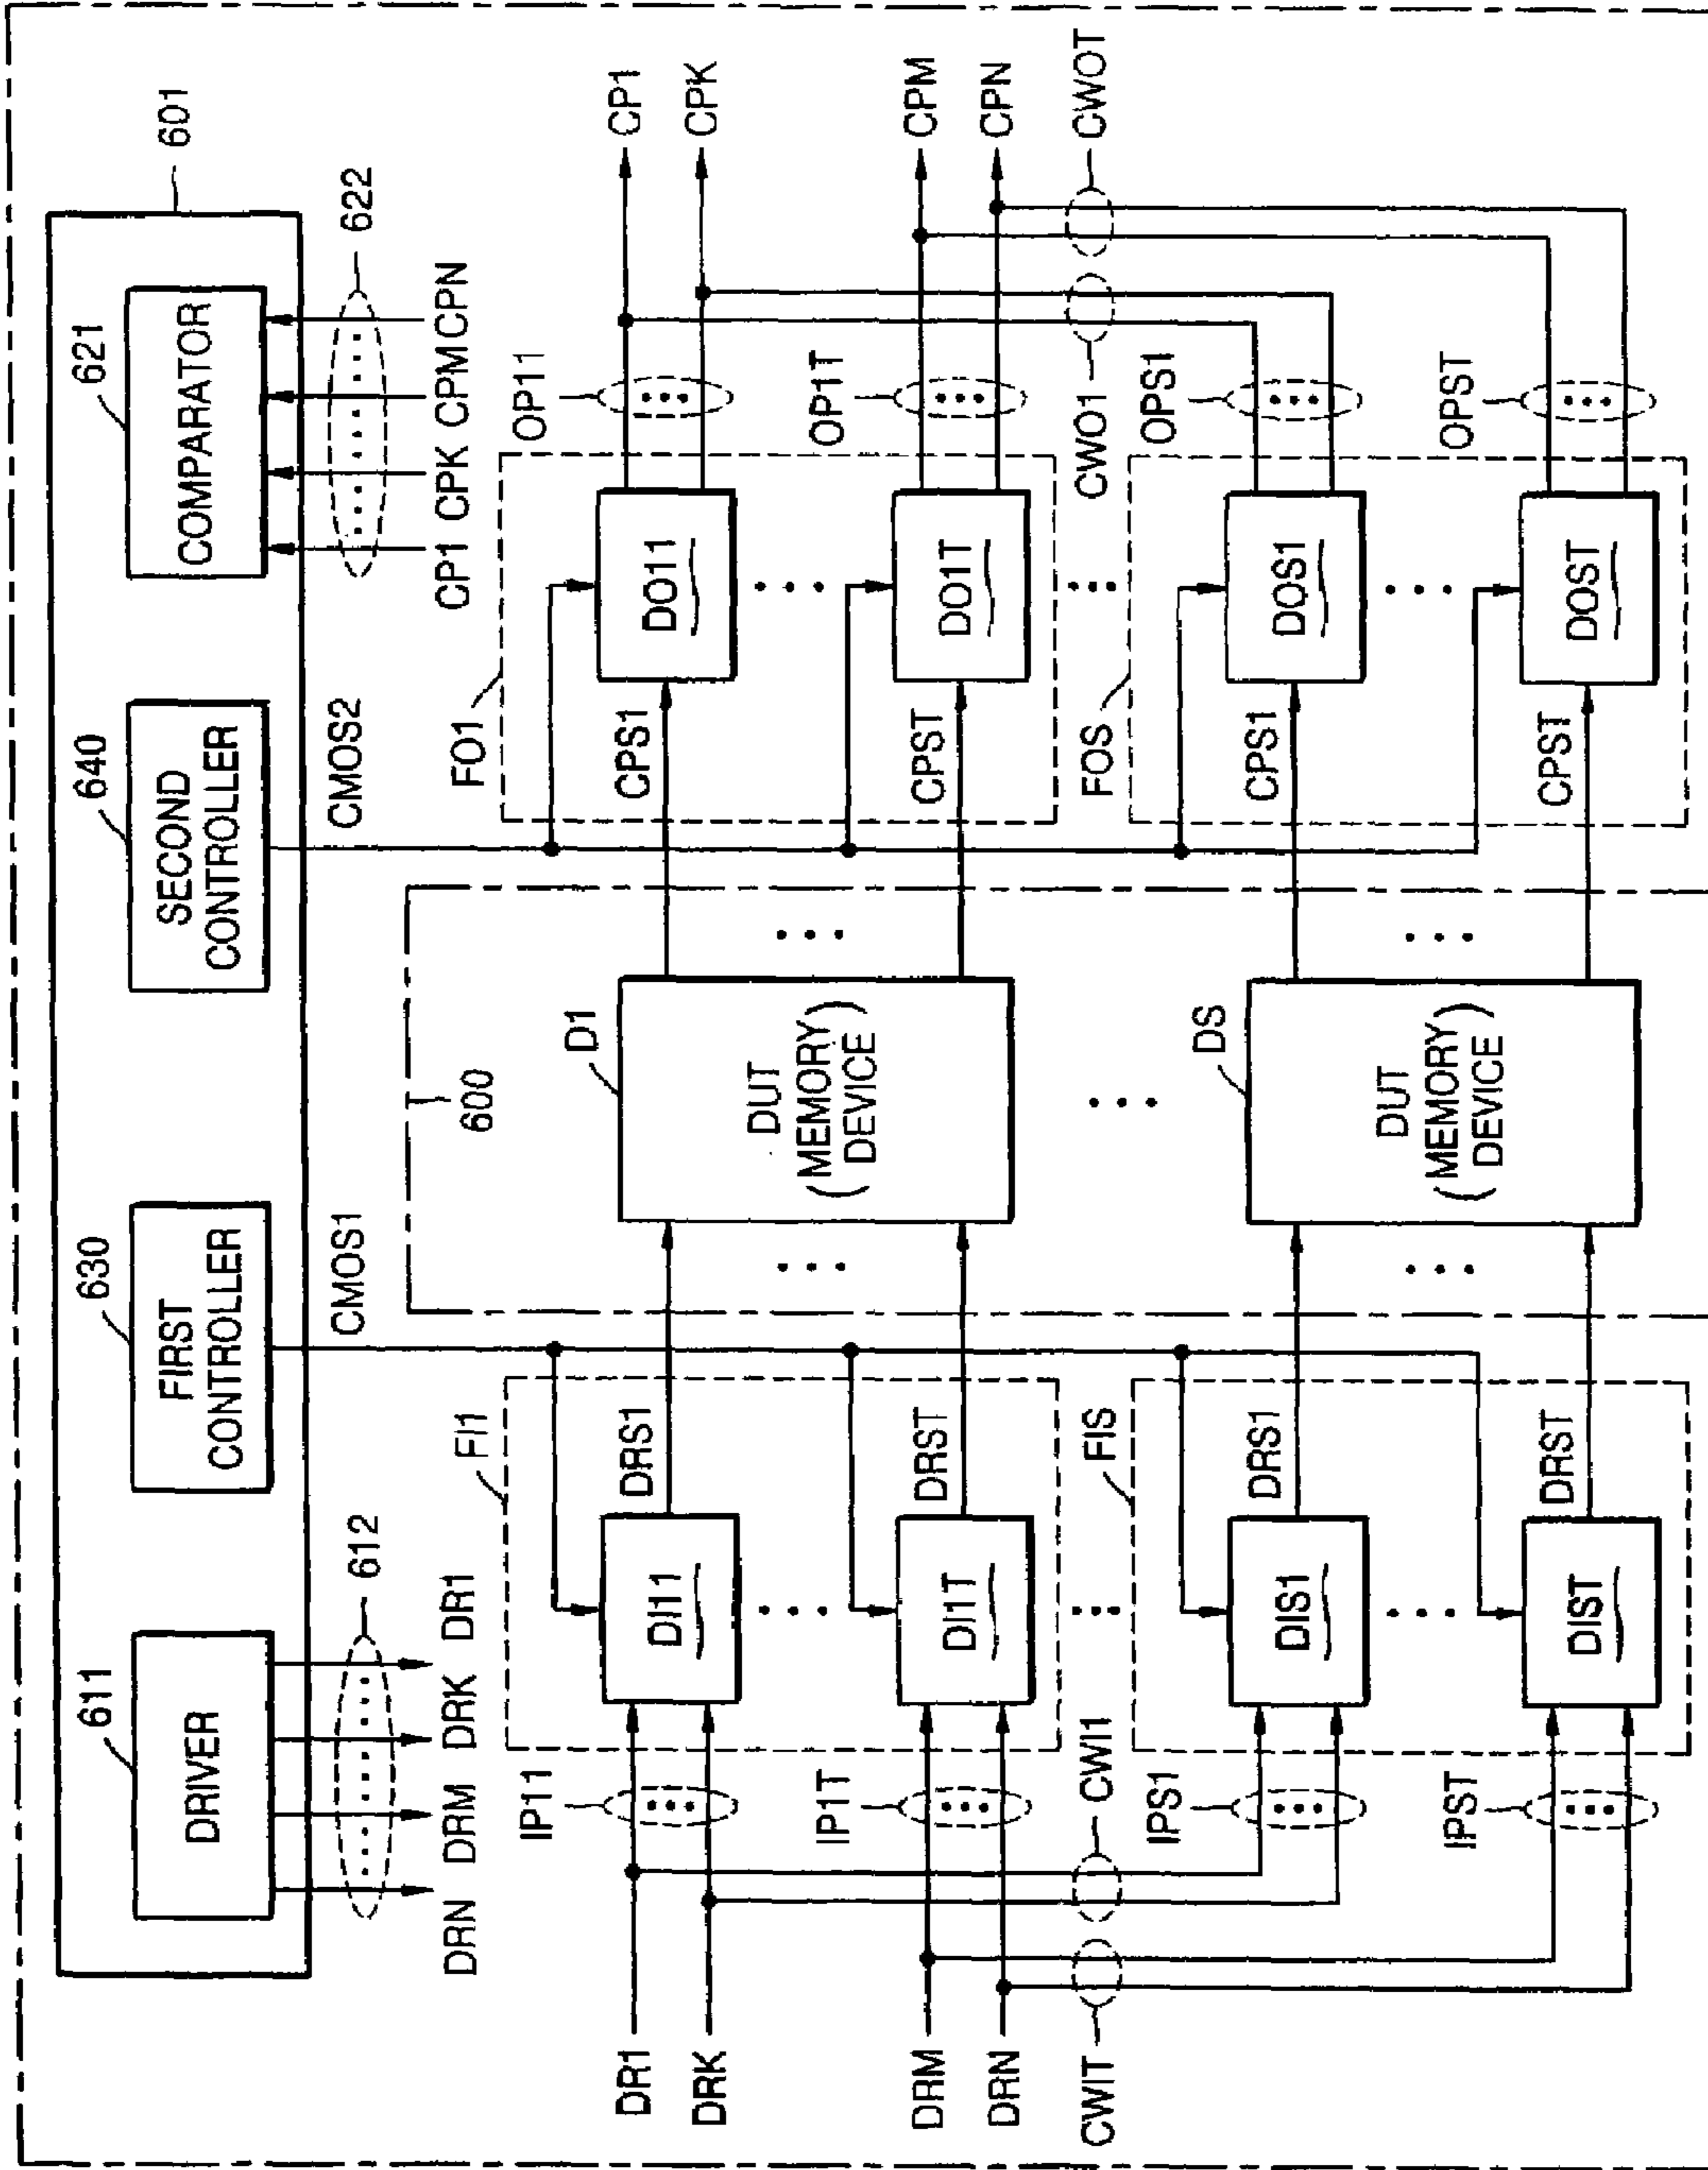 601
611
DRIVER
630
FIRST
CONTROLLER
640
SECOND
CONTROLLER
621
COMPARATOR
612
622
DRN DRM DRK DR1
CMOS1
CMOS2
CP1 CPK CPM CPN
600
FI1
FO1
IP11
DR1
DRK
DI11
DRS1
D1
DUT
(MEMORY
DEVICE)
CPS1
DO11
OP11
CP1
CPK
IP1T
DRM
DRN
DI1T
DRST
CPST
DO1T
OP1T
CPM
CPN
CWIT
CWI1
FIS
FOS
CWO1
CWOT
IPS1
DIS1
DRS1
DS
DUT
(MEMORY
DEVICE)
CPS1
DOS1
OPS1
IPST
DIST
DRST
CPST
DOST
OPST